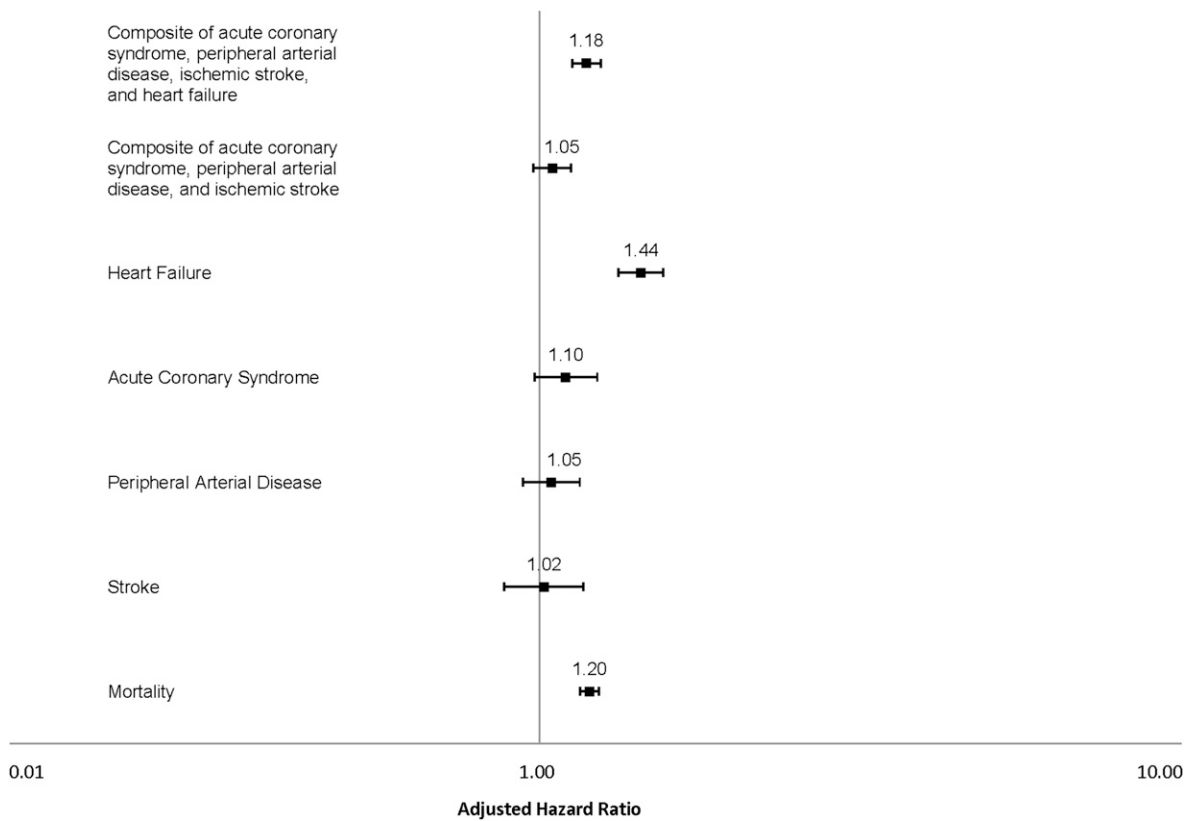 Composite of acute coronary
syndrome, peripheral arterial
disease, ischemic stroke,
and heart failure
1.18
Composite of acute coronary
syndrome, peripheral arterial
disease, and ischemic stroke
1.05
Heart Failure
1.44
Acute Coronary Syndrome
1.10
Peripheral Arterial Disease
1.05
Stroke
1.02
Mortality
1.20
0.01 1.00 10.00
Adjusted Hazard Ratio